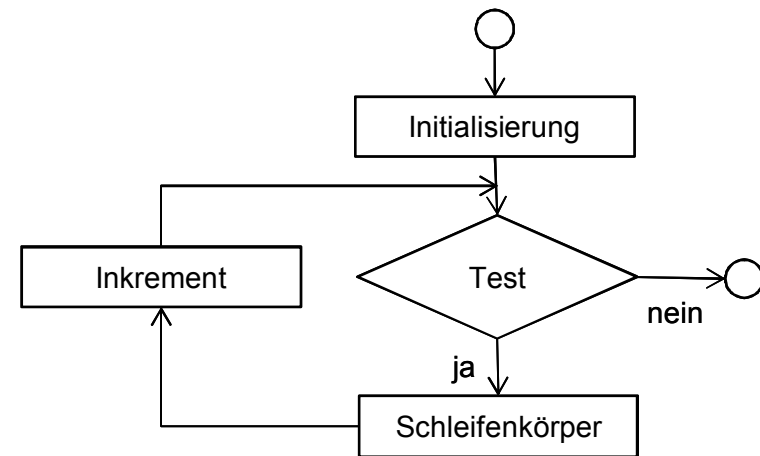 Initialisierung
Inkrement
Test
nein
ja
Schleifenkörper